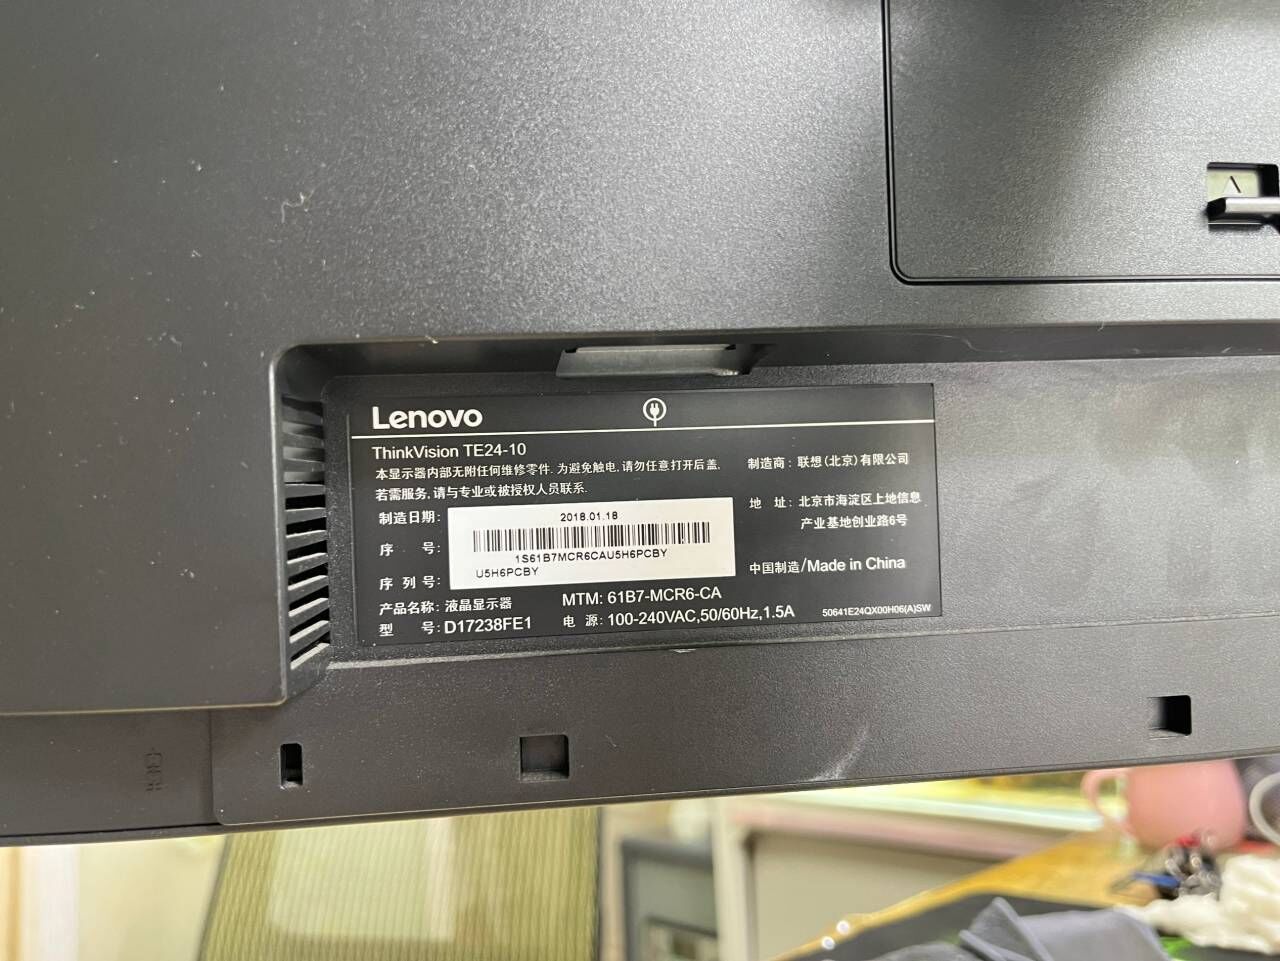 Lenovo
ThinkVision TE24-10
本显示器内部无附任何维修零件. 为避免触电, 请勿任意打开后盖.
若需服务, 请与专业或被授权人员联系.
制造日期: 2018.01.18
序 号: 1S61B7MCR6CAU5H6PCBY
序 列 号: U5H6PCBY
产品名称: 液晶显示器
型 号: D17238FE1
MTM: 61B7-MCR6-CA
电 源: 100-240VAC,50/60Hz,1.5A
制造商: 联想(北京)有限公司
地 址: 北京市海淀区上地信息
产业基地创业路6号
中国制造/Made in China
50641E24QX00H06(A)SW